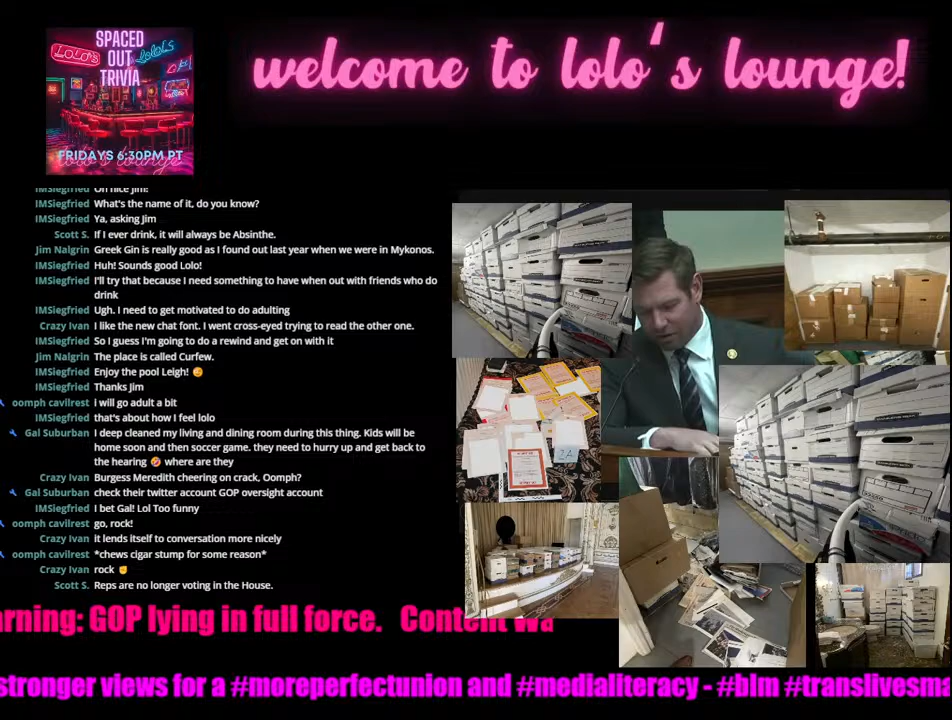 SPACED
OUT
TRIVIA
LOLO'S
FRIDAYS 6:30PM PT
lolo's lounge
welcome to lolo's lounge!
IMSiegfried Oh nice Jim!
IMSiegfried What's the name of it, do you know?
IMSiegfried Ya, asking Jim
Scott S. If I ever drink, it will always be Absinthe.
Jim Nalgrin Greek Gin is really good as I found out last year when we were in Mykonos.
IMSiegfried Huh! Sounds good Lolo!
IMSiegfried I'll try that because I need something to have when out with friends who do
drink
IMSiegfried Ugh. I need to get motivated to do adulting
Crazy Ivan I like the new chat font. I went cross-eyed trying to read the other one.
IMSiegfried So I guess I'm going to do a rewind and get on with it
Jim Nalgrin The place is called Curfew.
IMSiegfried Enjoy the pool Leigh!
IMSiegfried Thanks Jim
oomph cavilrest i will go adult a bit
IMSiegfried that's about how I feel lolo
Gal Suburban I deep cleaned my living and dining room during this thing. Kids will be
home soon and then soccer game. they need to hurry up and get back to
the hearing 🤣 where are they
Crazy Ivan Burgess Meredith cheering on crack, Oomph?
Gal Suburban check their twitter account GOP oversight account
IMSiegfried I bet Gal! Lol Too funny
oomph cavilrest go, rock!
Crazy Ivan it lends itself to conversation more nicely
oomph cavilrest *chews cigar stump for some reason*
Crazy Ivan rock ✊
Scott S. Reps are no longer voting in the House.
2A
arning: GOP lying in full force. Content Wa
stronger views for a #moreperfectunion and #medialiteracy - #blm #translivesma